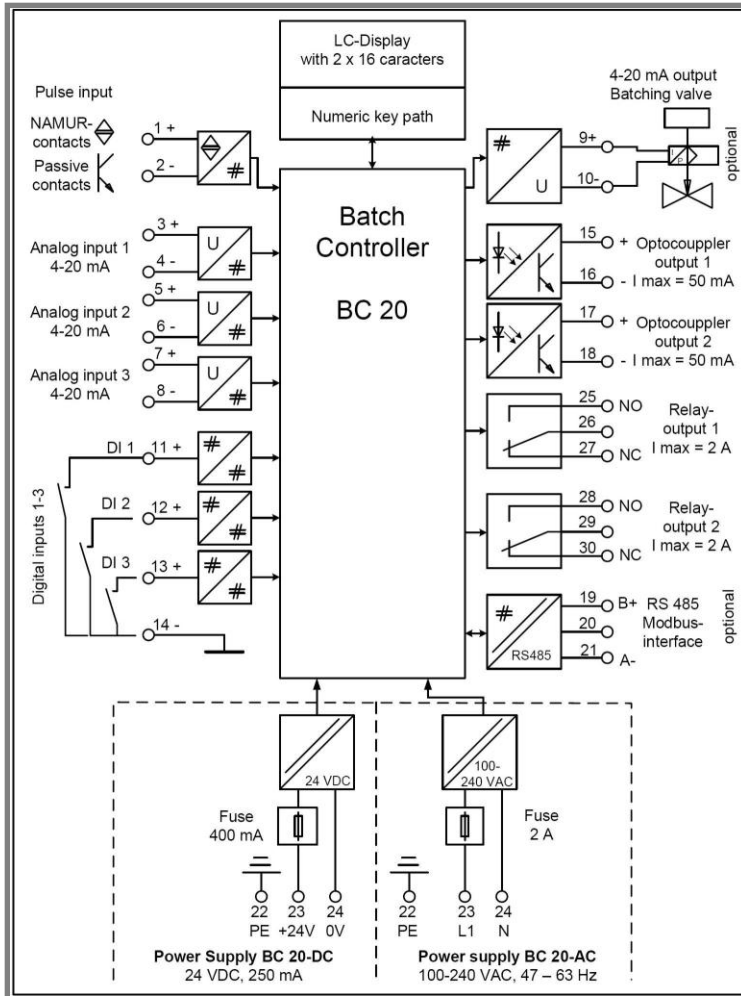 LC-Display
with 2 x 16 caracters
Numeric key path
Pulse input
NAMUR-
contacts
Passive
contacts
1 +
2 -
#
Analog input 1
4-20 mA
3 +
4 -
U
#
Analog input 2
4-20 mA
5 +
6 -
U
#
Analog input 3
4-20 mA
7 +
8 -
U
#
Digital inputs 1-3
DI 1
11 +
#
#
DI 2
12 +
#
#
DI 3
13 +
#
#
14 -
Batch
Controller
BC 20
4-20 mA output
Batching valve
optional
9+
10-
#
U
I
P
15
+ Optocouppler
output 1
16
- I max = 50 mA
17
+ Optocouppler
output 2
18
- I max = 50 mA
25
NO
26
27
NC
Relay-
output 1
I max = 2 A
28
NO
29
30
NC
Relay-
output 2
I max = 2 A
#
RS485
19
B+
20
21
A-
RS 485
Modbus-
interface
optional
24 VDC
Fuse
400 mA
22
PE
23
+24V
24
0V
Power Supply BC 20-DC
24 VDC, 250 mA
100-
240 VAC
Fuse
2 A
22
PE
23
L1
24
N
Power supply BC 20-AC
100-240 VAC, 47 – 63 Hz